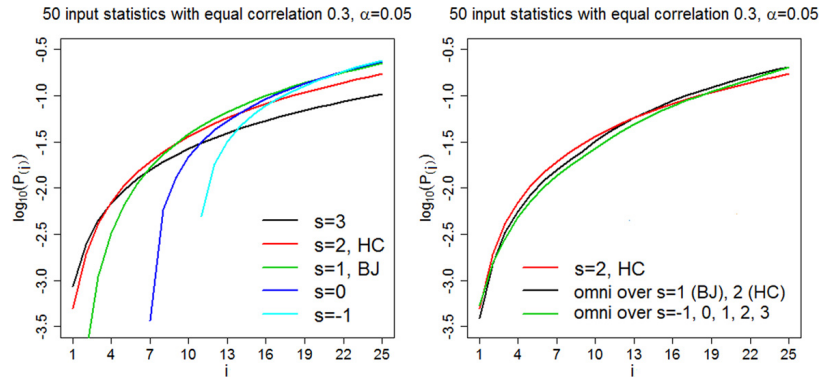 50 input statistics with equal correlation 0.3, α=0.05
log10(P(i))
-0.5
-1.0
-1.5
-2.0
-2.5
-3.0
-3.5
s=3
s=2, HC
s=1, BJ
s=0
s=-1
1 4 7 10 13 16 19 22 25
i
50 input statistics with equal correlation 0.3, α=0.05
log10(P(i))
-0.5
-1.0
-1.5
-2.0
-2.5
-3.0
-3.5
s=2, HC
omni over s=1 (BJ), 2 (HC)
omni over s=-1, 0, 1, 2, 3
1 4 7 10 13 16 19 22 25
i